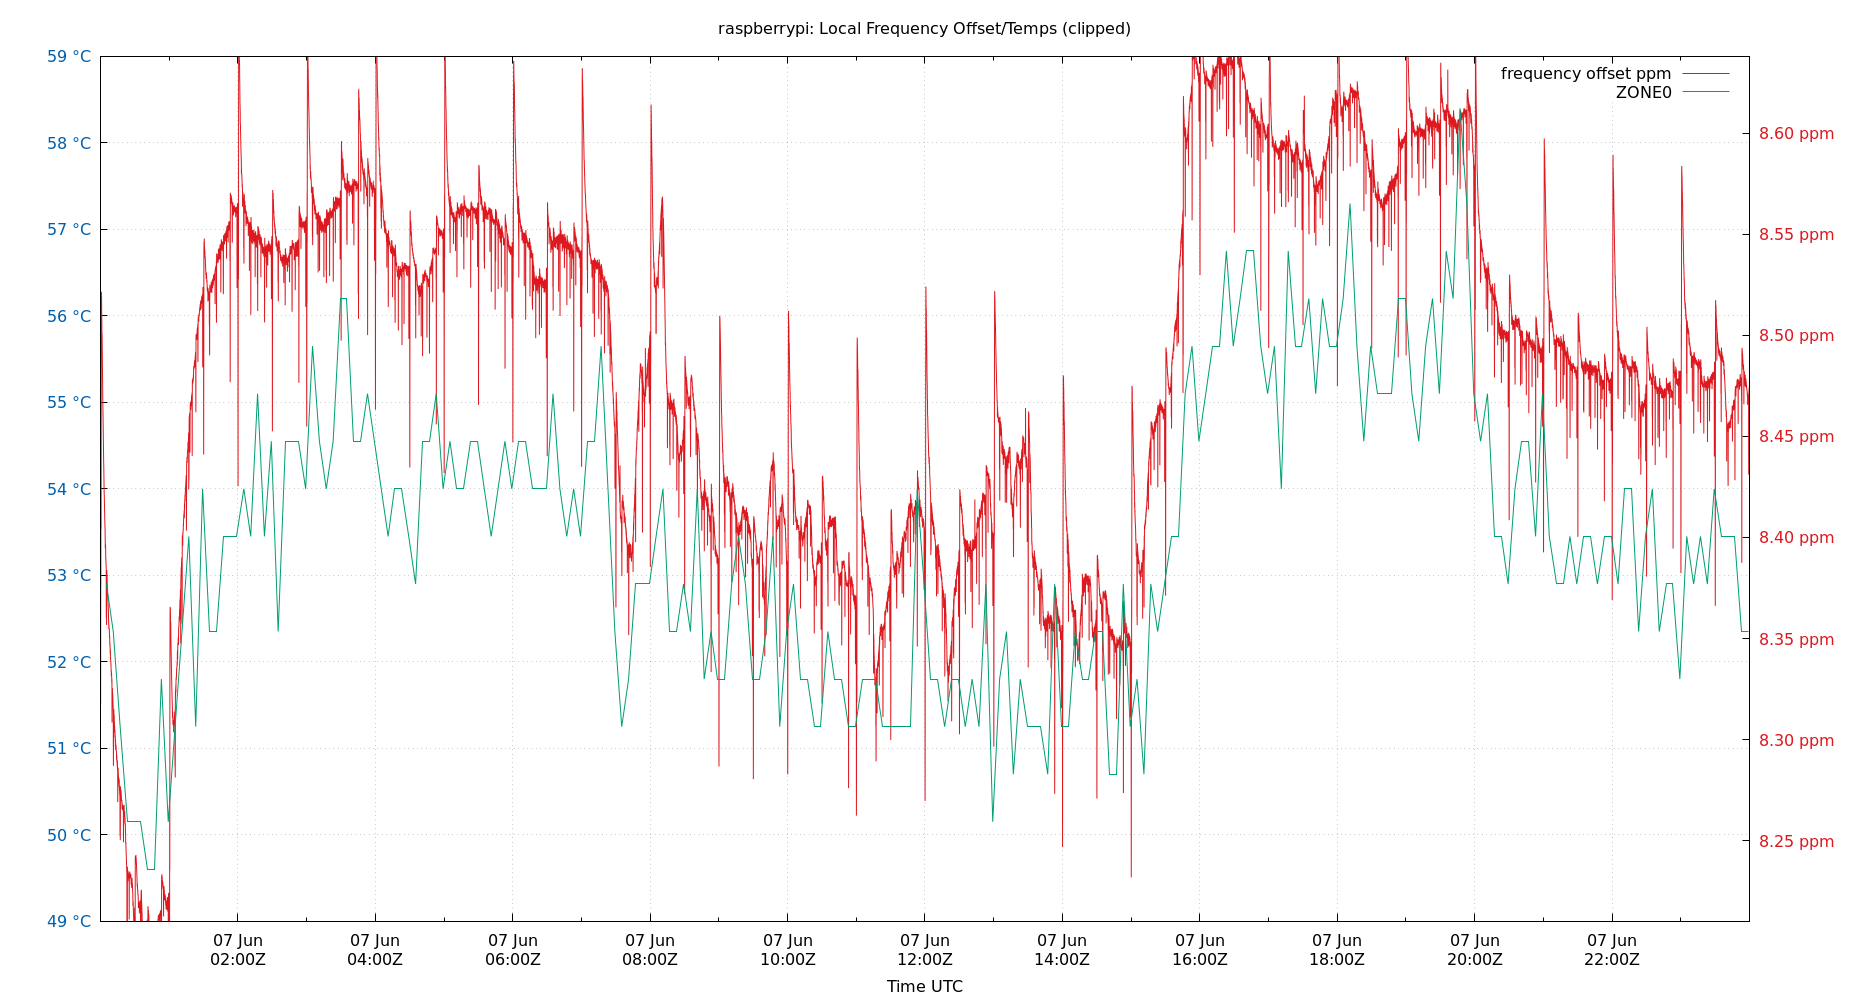 raspberrypi: Local Frequency Offset/Temps (clipped)
59 °C
58 °C
57 °C
56 °C
55 °C
54 °C
53 °C
52 °C
51 °C
50 °C
49 °C
frequency offset ppm
ZONE0
8.60 ppm
8.55 ppm
8.50 ppm
8.45 ppm
8.40 ppm
8.35 ppm
8.30 ppm
8.25 ppm
07 Jun 07 Jun 07 Jun 07 Jun 07 Jun 07 Jun 07 Jun 07 Jun 07 Jun 07 Jun 07 Jun
02:00Z 04:00Z 06:00Z 08:00Z 10:00Z 12:00Z 14:00Z 16:00Z 18:00Z 20:00Z 22:00Z
Time UTC